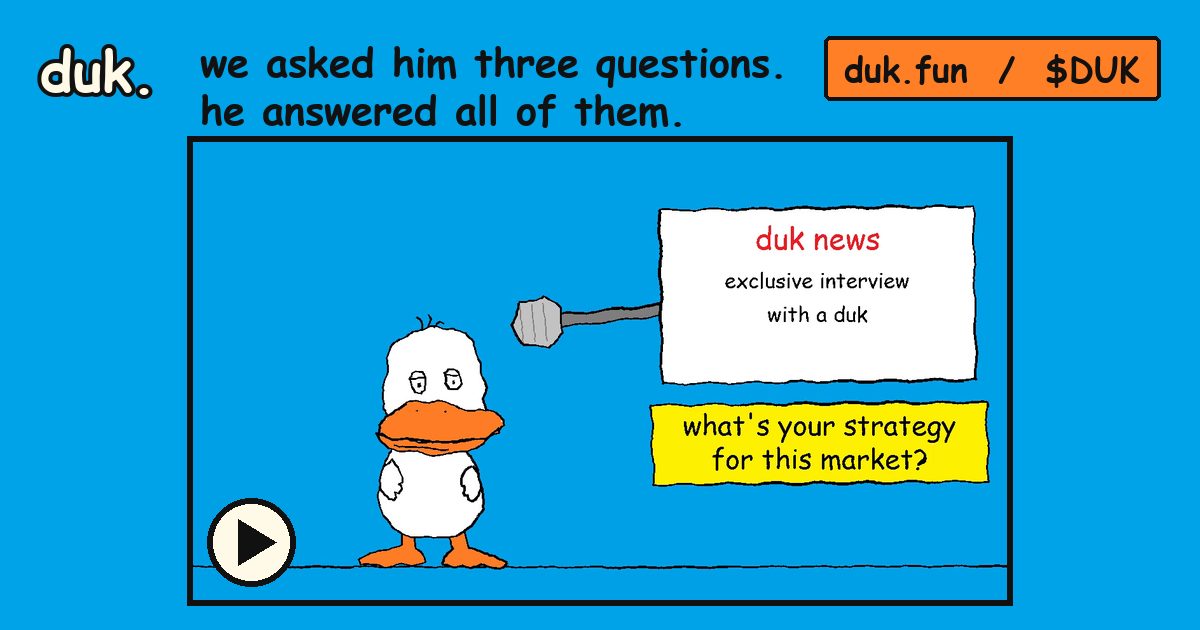 duk.
we asked him three questions.
he answered all of them.
duk.fun / $DUK
duk news
exclusive interview
with a duk
what's your strategy
for this market?